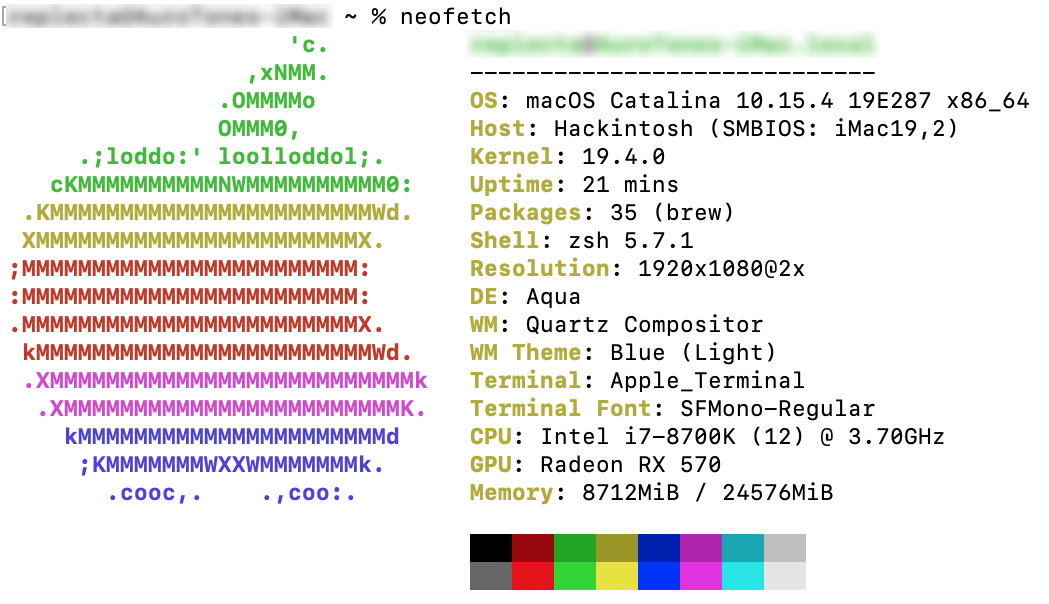 ~ % neofetch
'c.
,xNMM.
.OMMMMo
OMMM0,
.;loddo:' loolloddol;.
cKMMMMMMMMMMNWMMMMMMMMMM0:
.KMMMMMMMMMMMMMMMMMMMMMMMWd.
XMMMMMMMMMMMMMMMMMMMMMMMX.
;MMMMMMMMMMMMMMMMMMMMMMMM:
:MMMMMMMMMMMMMMMMMMMMMMMM:
.MMMMMMMMMMMMMMMMMMMMMMMMX.
kMMMMMMMMMMMMMMMMMMMMMMMMWd.
.XMMMMMMMMMMMMMMMMMMMMMMMMMMk
.XMMMMMMMMMMMMMMMMMMMMMMMMK.
kMMMMMMMMMMMMMMMMMMMMMMd
;KMMMMMMMWXXWMMMMMMMk.
.cooc,. .,coo:.
-----------------------------
OS: macOS Catalina 10.15.4 19E287 x86_64
Host: Hackintosh (SMBIOS: iMac19,2)
Kernel: 19.4.0
Uptime: 21 mins
Packages: 35 (brew)
Shell: zsh 5.7.1
Resolution: 1920x1080@2x
DE: Aqua
WM: Quartz Compositor
WM Theme: Blue (Light)
Terminal: Apple_Terminal
Terminal Font: SFMono-Regular
CPU: Intel i7-8700K (12) @ 3.70GHz
GPU: Radeon RX 570
Memory: 8712MiB / 24576MiB